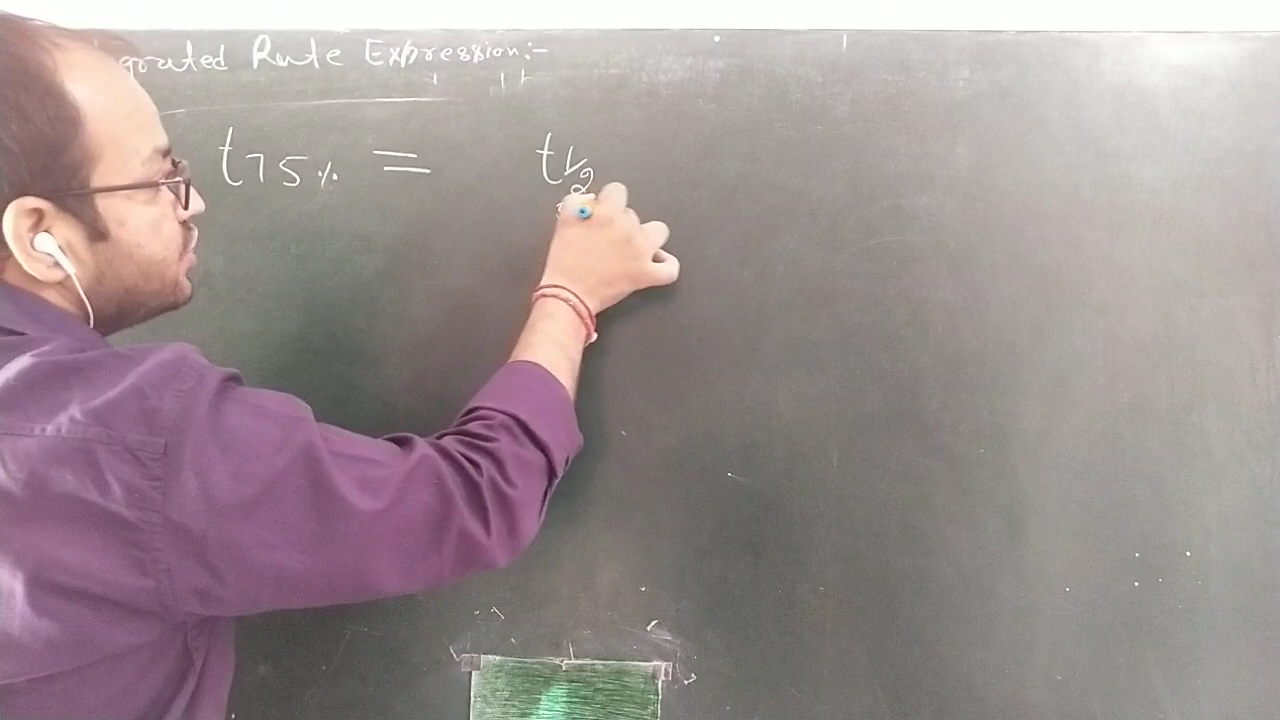 grated Rate Expression:-
t75% = t1/2